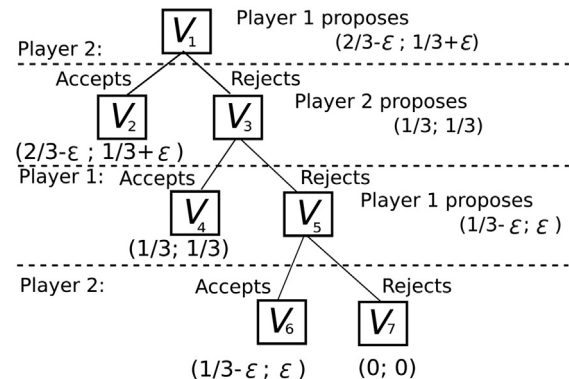 V1
Player 1 proposes
(2/3-ε ; 1/3+ε)
Player 2:
Accepts
Rejects
V2
V3
Player 2 proposes
(1/3; 1/3)
(2/3-ε ; 1/3+ε )
Player 1:
Accepts
Rejects
V4
V5
Player 1 proposes
(1/3-ε; ε )
(1/3; 1/3)
Player 2:
Accepts
Rejects
V6
V7
(1/3-ε ; ε )
(0; 0)